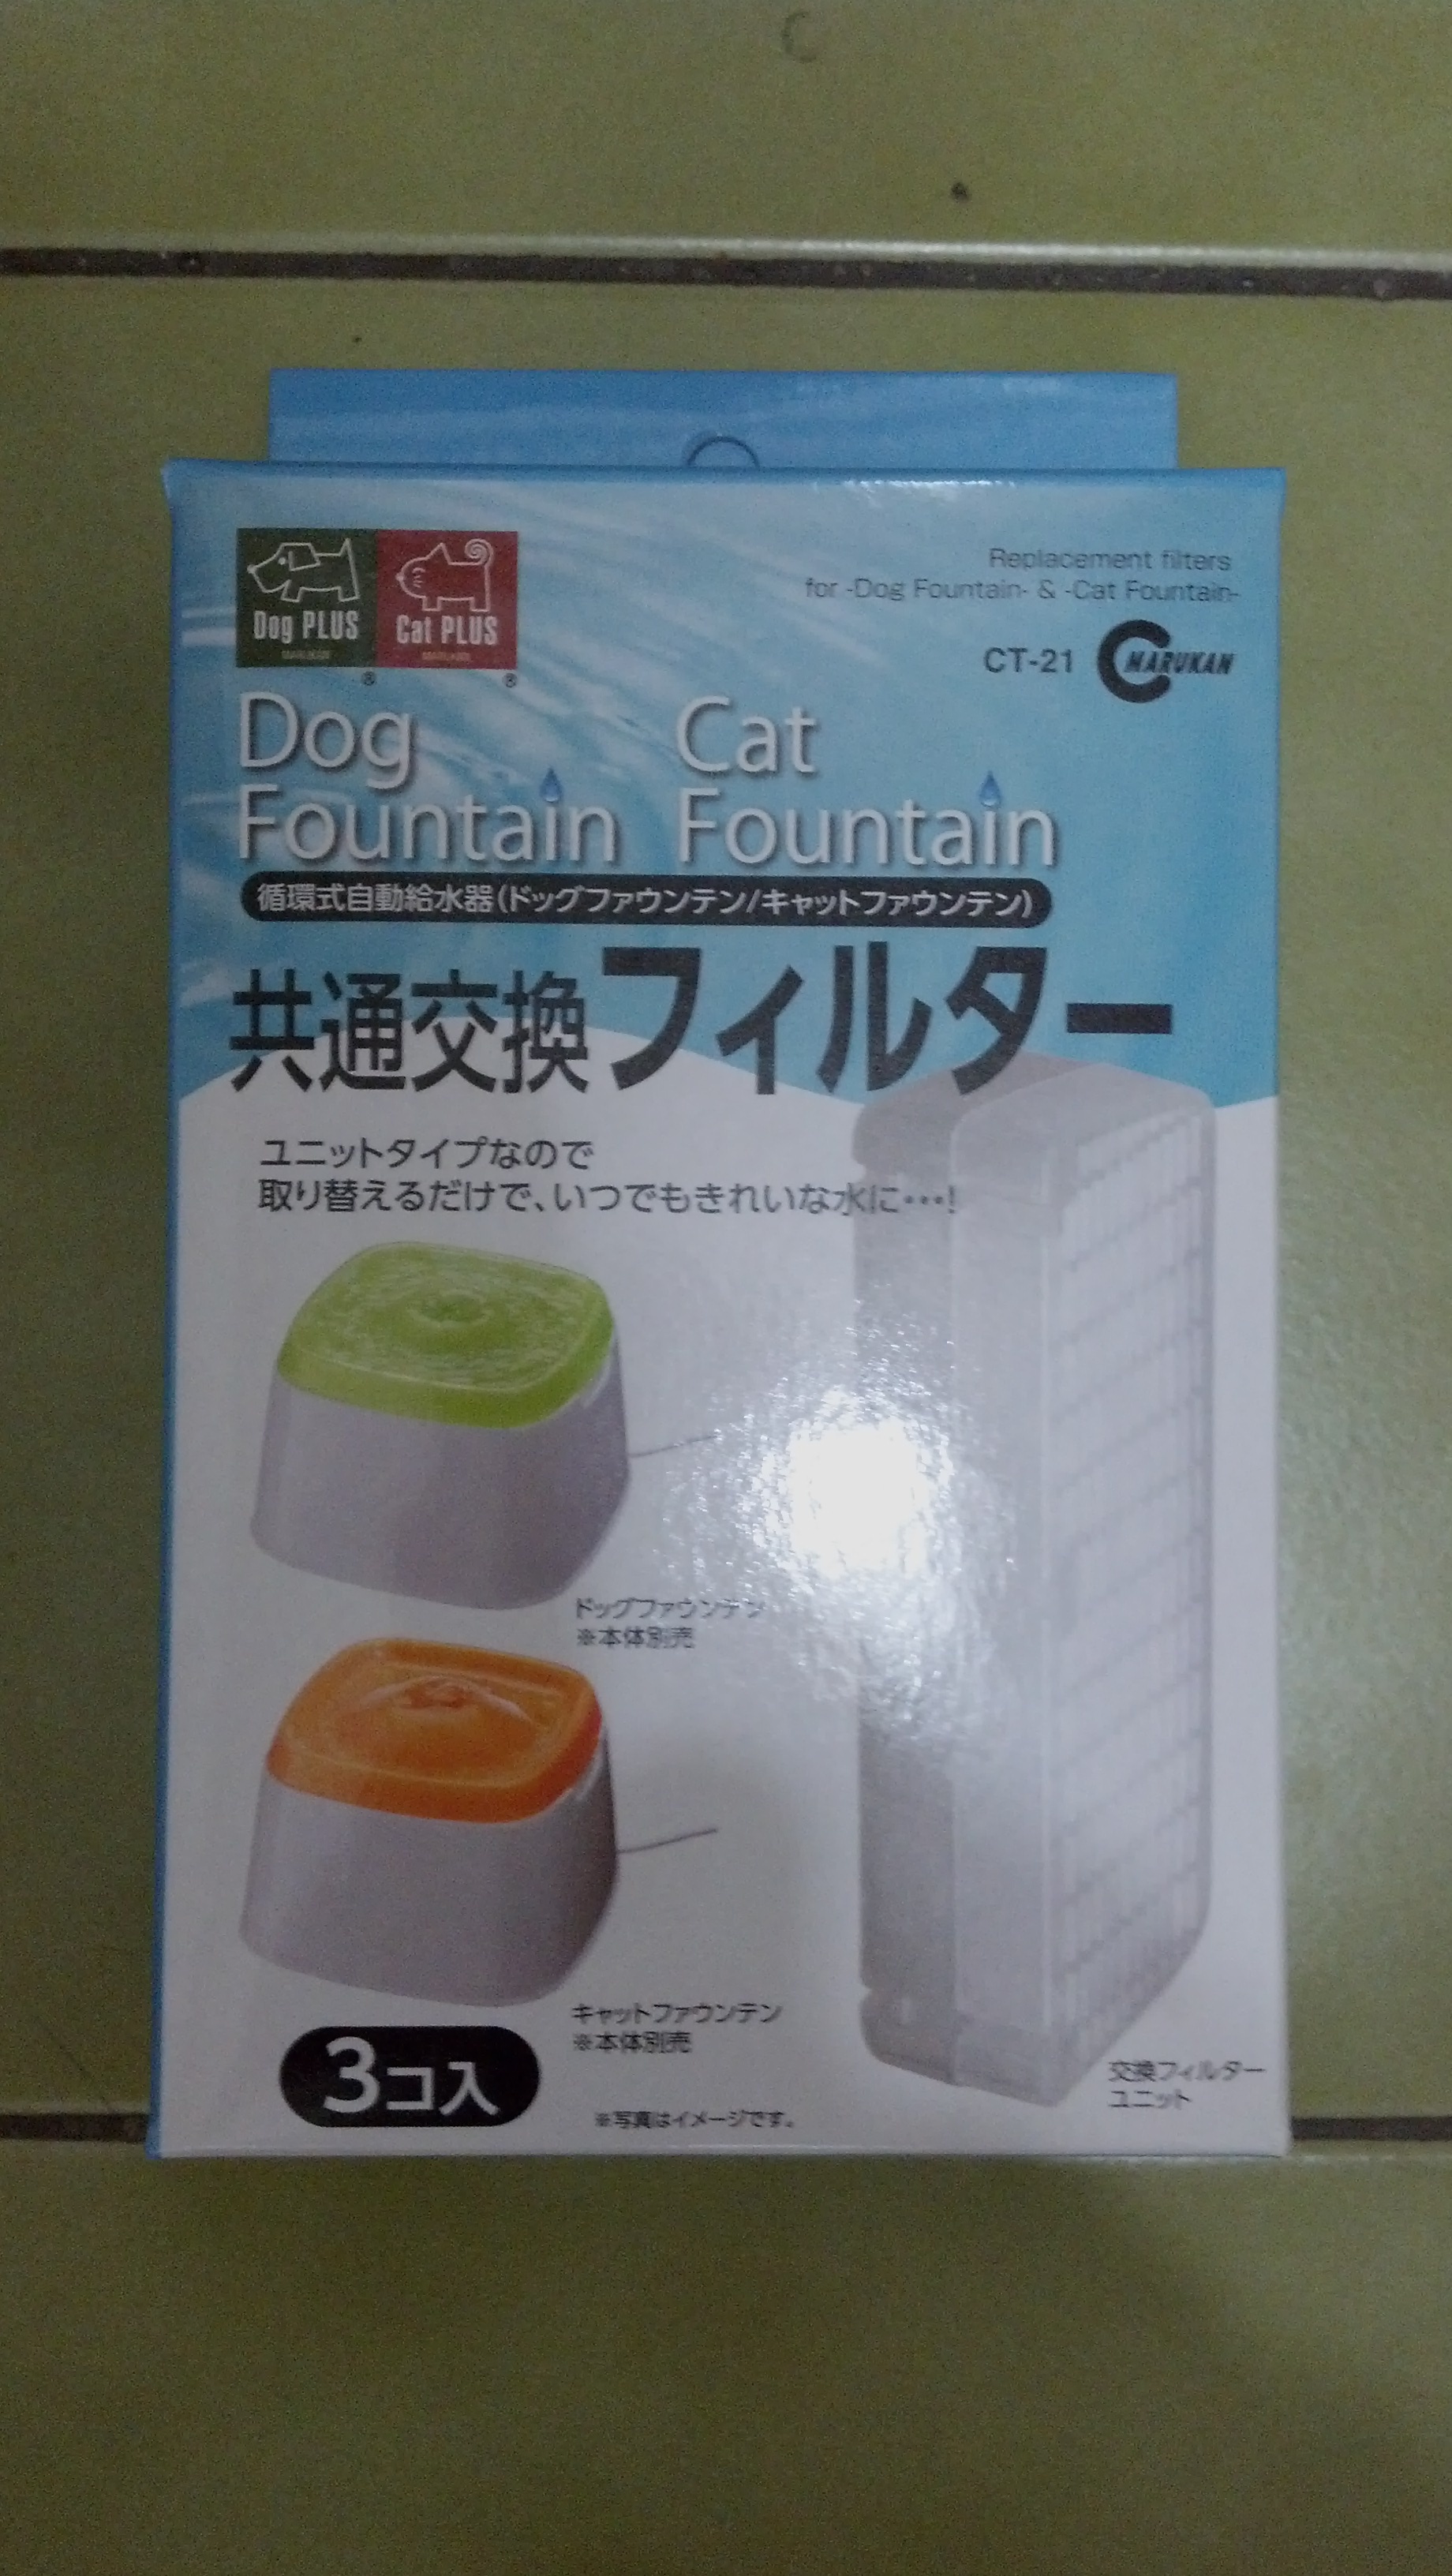 Dog PLUS
MARUKAN
Cat PLUS
MARUKAN
Replacement filters
for -Dog Fountain- & -Cat Fountain-
CT-21 MARUKAN
Dog Fountain
Cat Fountain
循環式自動給水器(ドッグファウンテン/キャットファウンテン)
共通交換フィルター
ユニットタイプなので
取り替えるだけで、いつでもきれいな水に…!
ドッグファウンテン
※本体別売
キャットファウンテン
※本体別売
3コ入
※写真はイメージです。
交換フィルター
ユニット